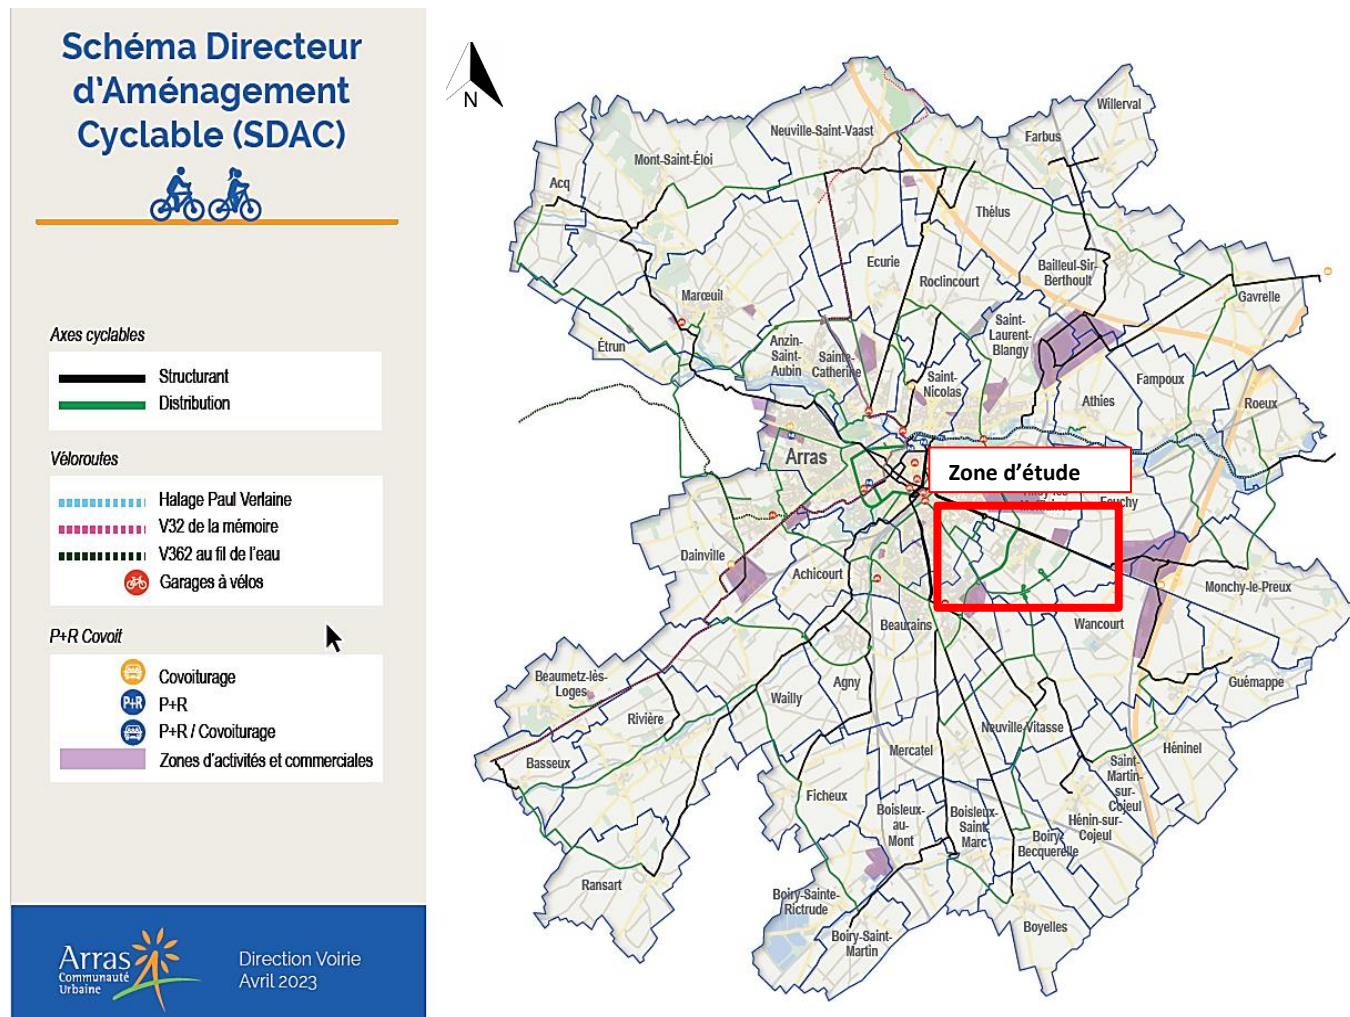 Schéma Directeur
d'Aménagement
Cyclable (SDAC)
Axes cyclables
Structurant
Distribution
Véloroutes
Halage Paul Verlaine
V32 de la mémoire
V362 au fil de l'eau
Garages à vélos
P+R Covoit
Covoiturage
P+R
P+R
P+R / Covoiturage
Zones d'activités et commerciales
Arras
Communauté
Urbaine
Direction Voirie
Avril 2023
N
Willerval
Neuville-Saint-Vaast
Farbus
Mont-Saint-Éloi
Acq
Thélus
Ecurie
Roclincourt
Bailleul-Sir-
Berthoult
Marœuil
Gavrelle
Saint-
Laurent-
Blangy
Étrun
Anzin-
Saint-
Aubin
Sainte-
Catherine
Saint-
Nicolas
Fampoux
Athies
Roeux
Arras
Zone d'étude
Feuchy
Dainville
Achicourt
Monchy-le-Preux
Beaurains
Wancourt
Beaumetz-lès-
Loges
Agny
Guémappe
Wailly
Rivière
Neuville-Vitasse
Mercatel
Héninel
Basseux
Saint-
Martin-
sur-
Cojeul
Ficheux
Boisleux-
au-
Mont
Boisleux-
Saint-
Marc
Hénin-sur-
Cojeul
Boiry-
Becquerelle
Ransart
Boiry-Sainte-
Rictrude
Boyelles
Boiry-Saint-
Martin